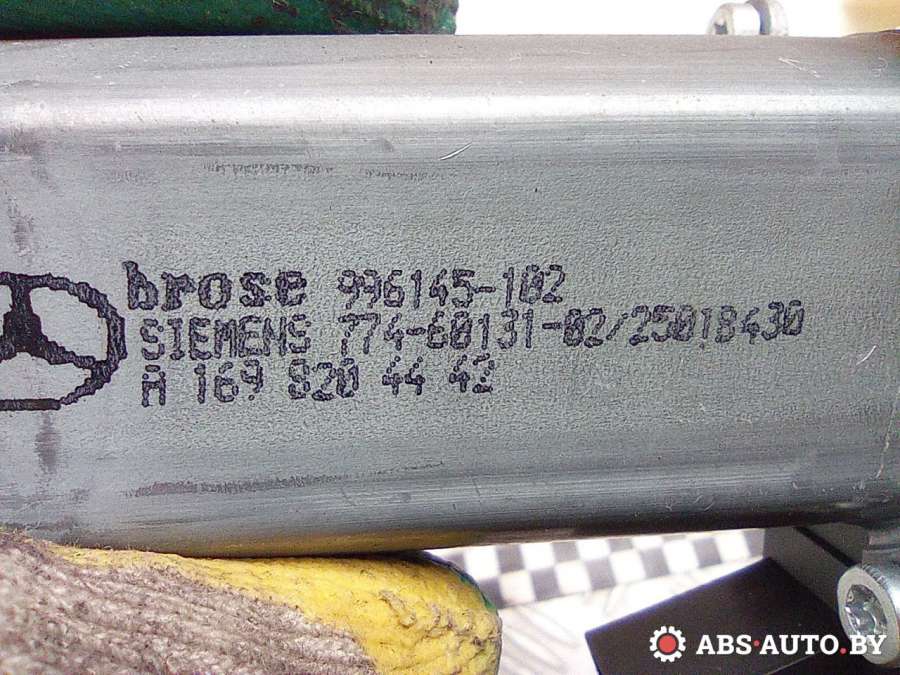 brose 996145-102
SIEMENS 774-60131-02/25018430
A 169 820 44 42
ABS·AUTO.BY